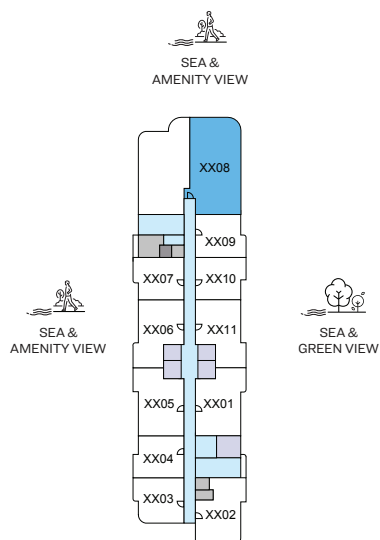 SEA &
AMENITY VIEW
XX08
XX09
XX07
XX10
SEA &
AMENITY VIEW
XX06
XX11
SEA &
GREEN VIEW
XX05
XX01
XX04
XX03
XX02